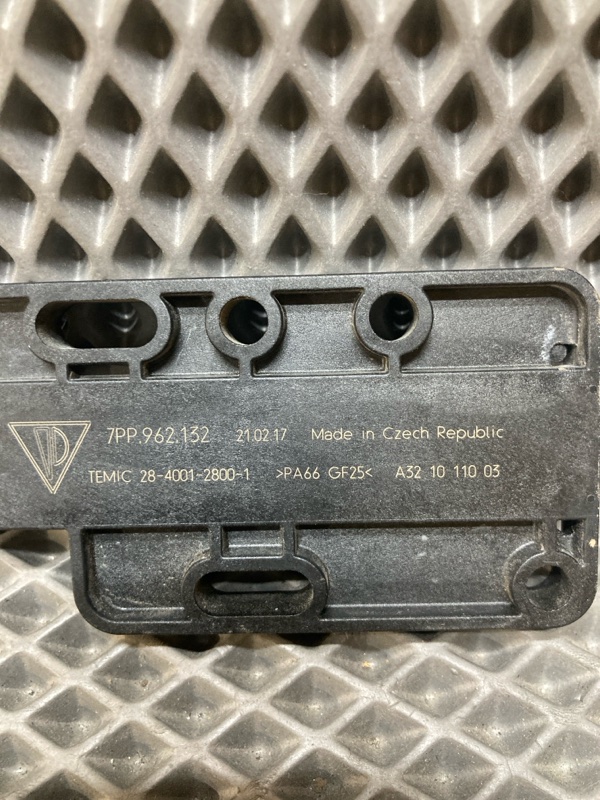 7PP.962.132 21.02.17 Made in Czech Republic
TEMIC 28-4001-2800-1 >PA66 GF25< A32 10 110 03